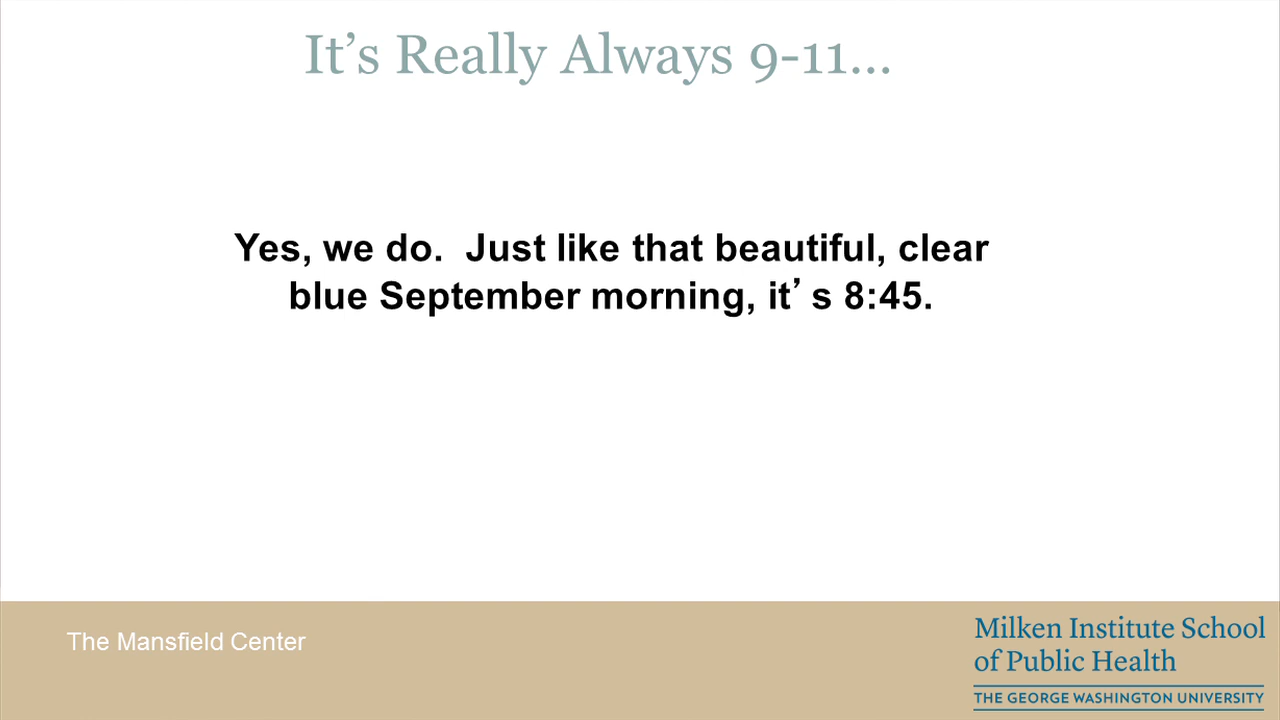 It’s Really Always 9-11...
Yes, we do.  Just like that beautiful, clear
blue September morning, it’ s 8:45.
The Mansfield Center
Milken Institute School
of Public Health
THE GEORGE WASHINGTON UNIVERSITY